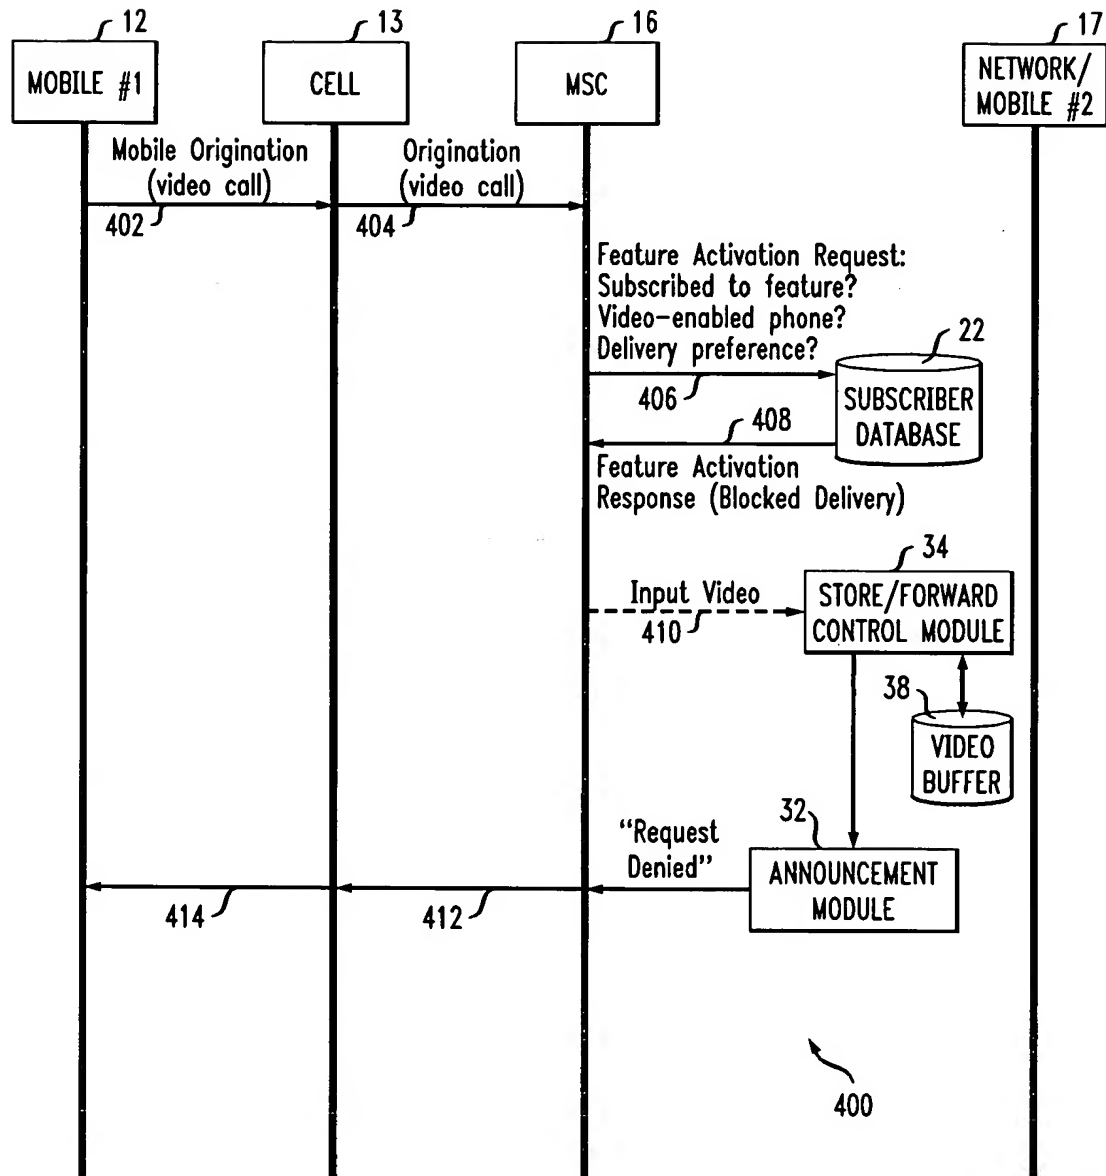 12
13
16
17
MOBILE #1
CELL
MSC
NETWORK/
MOBILE #2
Mobile Origination
(video call)
Origination
(video call)
402
404
Feature Activation Request:
Subscribed to feature?
Video-enabled phone?
Delivery preference?
22
406
SUBSCRIBER
DATABASE
408
Feature Activation
Response (Blocked Delivery)
34
Input Video
410
STORE/FORWARD
CONTROL MODULE
38
VIDEO
BUFFER
32
"Request
Denied"
ANNOUNCEMENT
MODULE
414
412
400